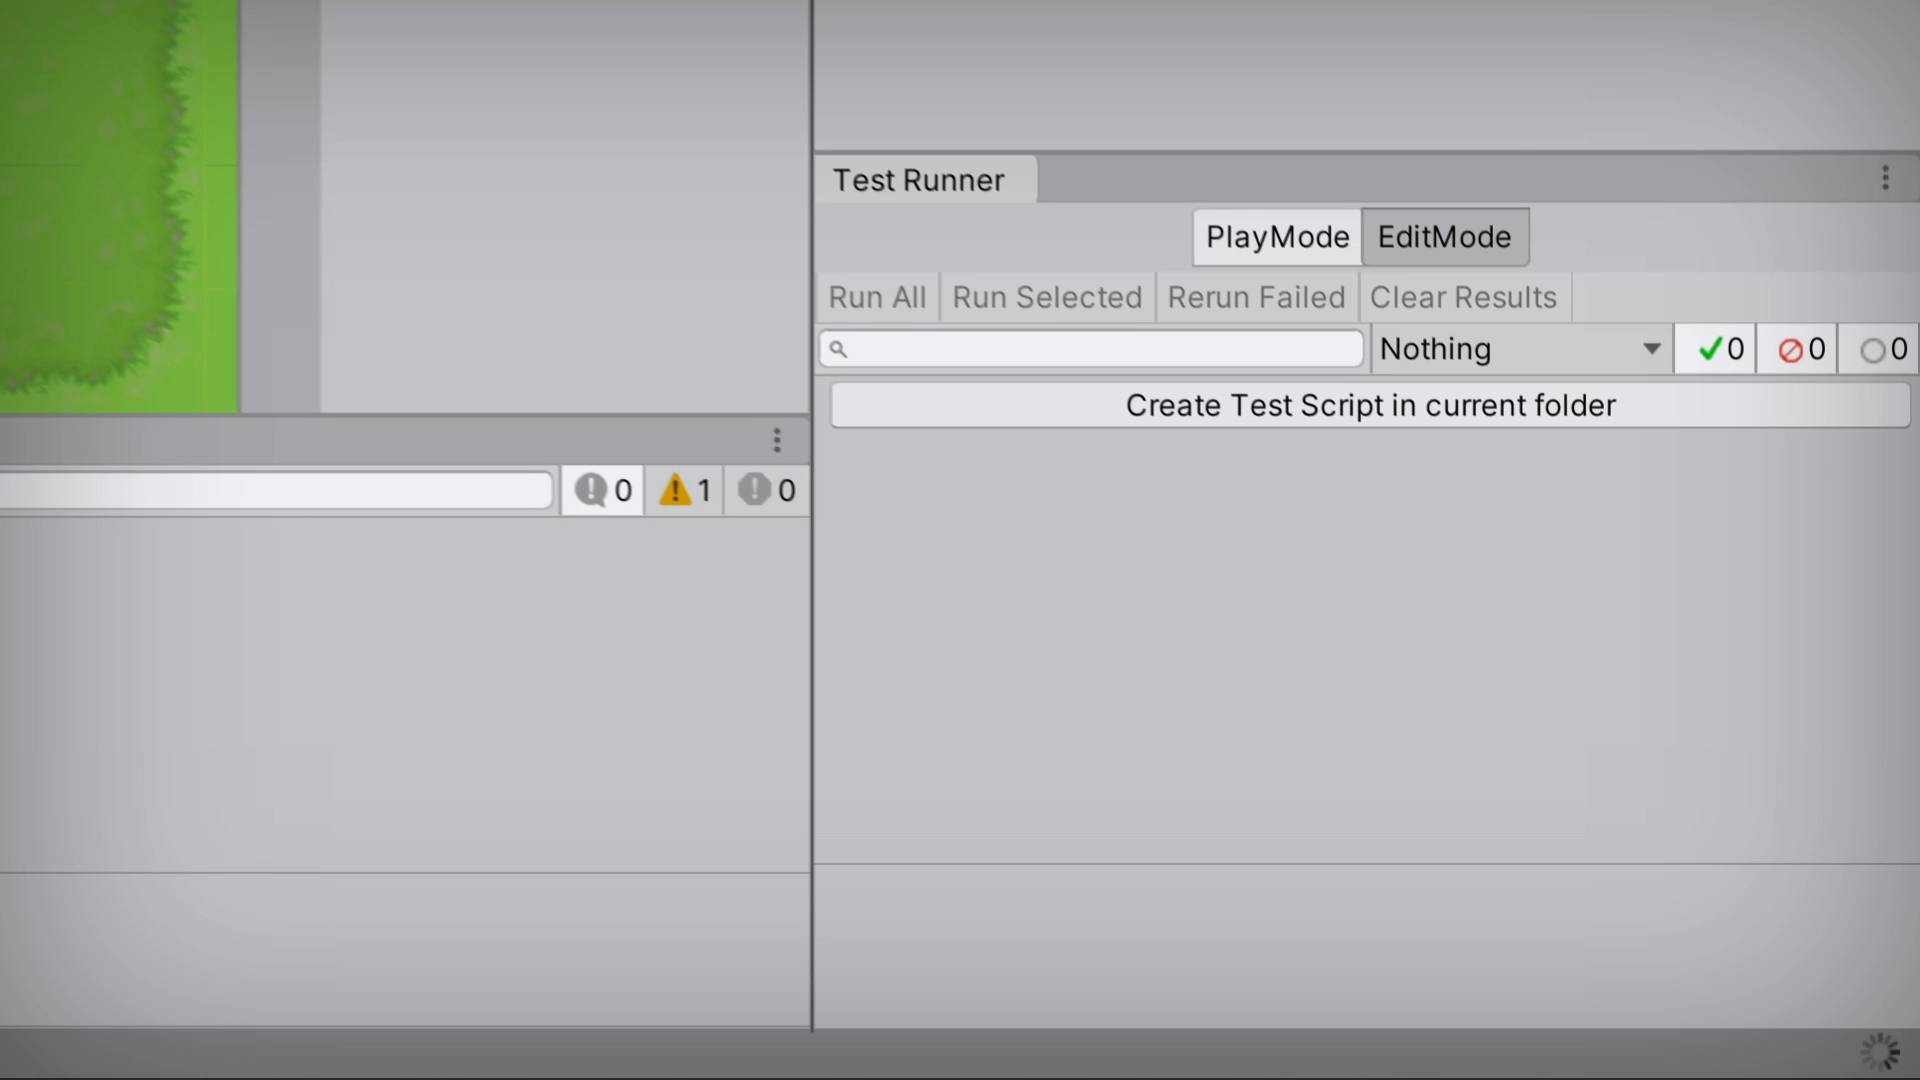 Test Runner
PlayMode EditMode
Run All Run Selected Rerun Failed Clear Results
Nothing 0 0 0
Create Test Script in current folder
0 1 0